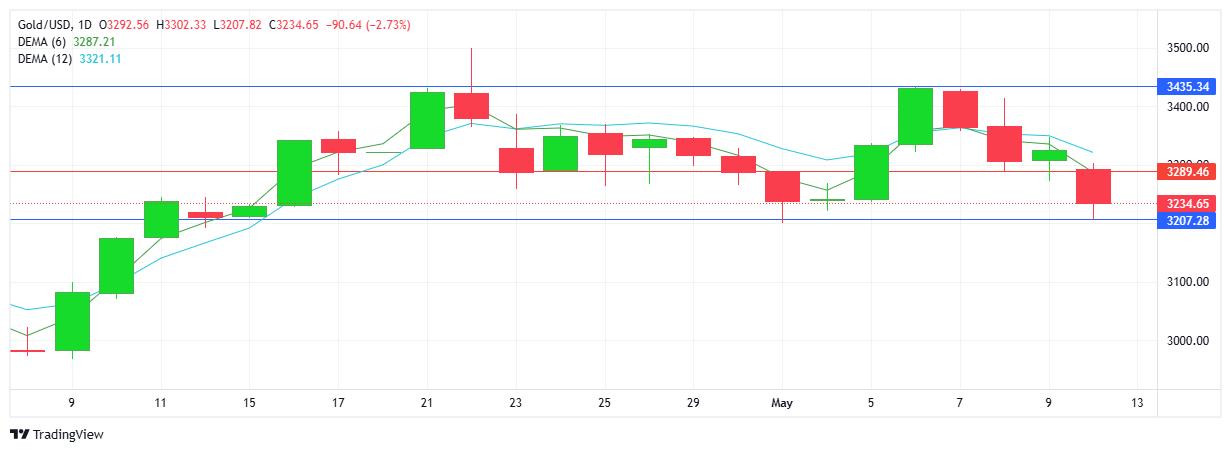 Gold/USD, 1D O3292.56 H3302.33 L3207.82 C3234.65 −90.64 (−2.73%)
DEMA (6) 3287.21
DEMA (12) 3321.11
3500.00
3435.34
3400.00
3289.46
3234.65
3207.28
3100.00
3000.00
9 11 13 15 17 21 23 25 29 May 5 7 9 13
TradingView